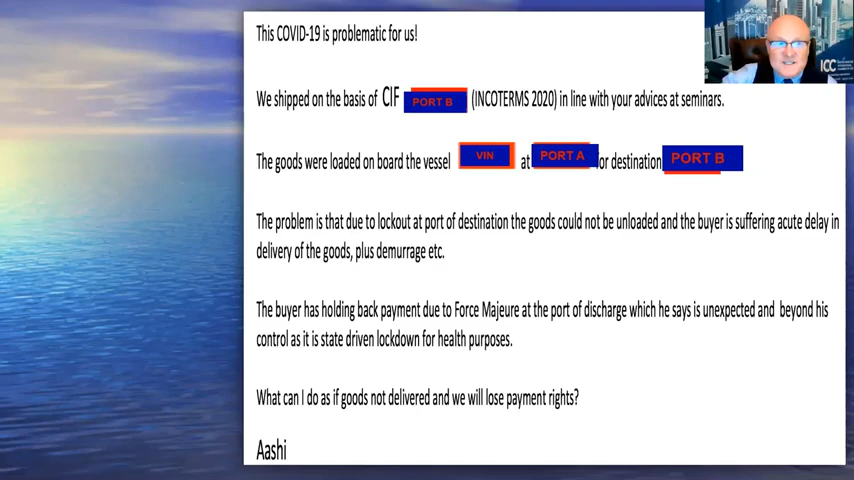 This COVID-19 is problematic for us!
We shipped on the basis of CIF PORT B (INCOTERMS 2020) in line with your advices at seminars.
The goods were loaded on board the vessel VIN at PORT A for destination PORT B
The problem is that due to lockout at port of destination the goods could not be unloaded and the buyer is suffering acute delay in
delivery of the goods, plus demurrage etc.
The buyer has holding back payment due to Force Majeure at the port of discharge which he says is unexpected and beyond his
control as it is state driven lockdown for health purposes.
What can I do as if goods not delivered and we will lose payment rights?
Aashi
ICC